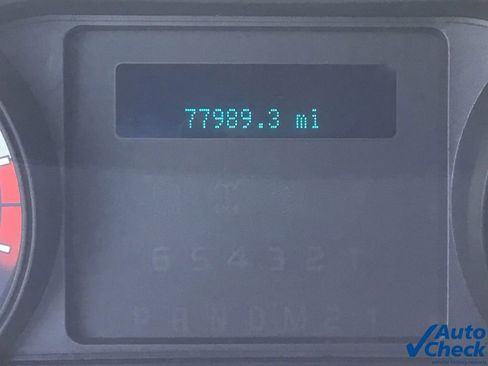 77989.3 mi
6 5 4 3 2 1
P R N D M 2 1
Auto
Check